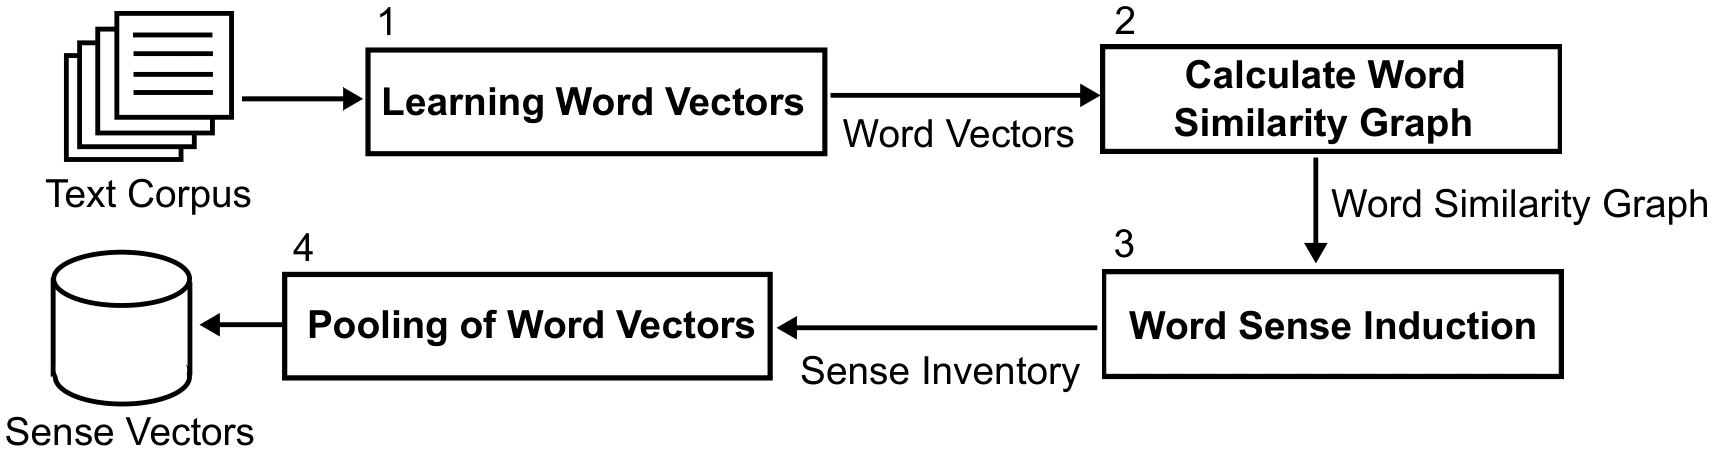 1
Learning Word Vectors
Text Corpus
Word Vectors
2
Calculate Word
Similarity Graph
Word Similarity Graph
3
Word Sense Induction
Sense Inventory
4
Pooling of Word Vectors
Sense Vectors